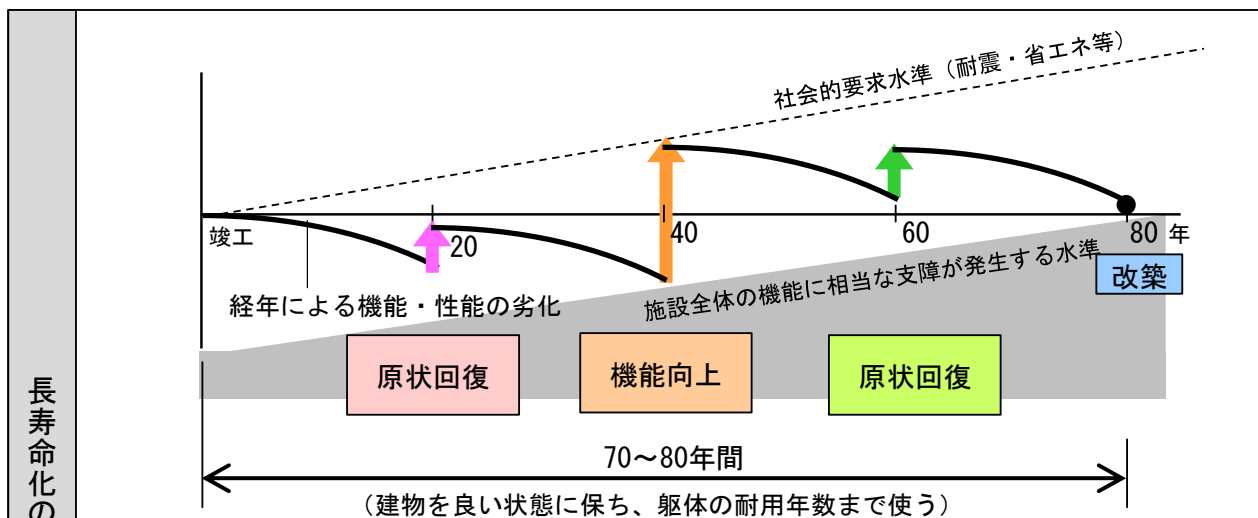 長寿命化の
社会的要求水準（耐震・省エネ等）
竣工
20
40
60
80
年
経年による機能・性能の劣化
施設全体の機能に相当な支障が発生する水準
改築
原状回復
機能向上
原状回復
70～80年間
（建物を良い状態に保ち、躯体の耐用年数まで使う）